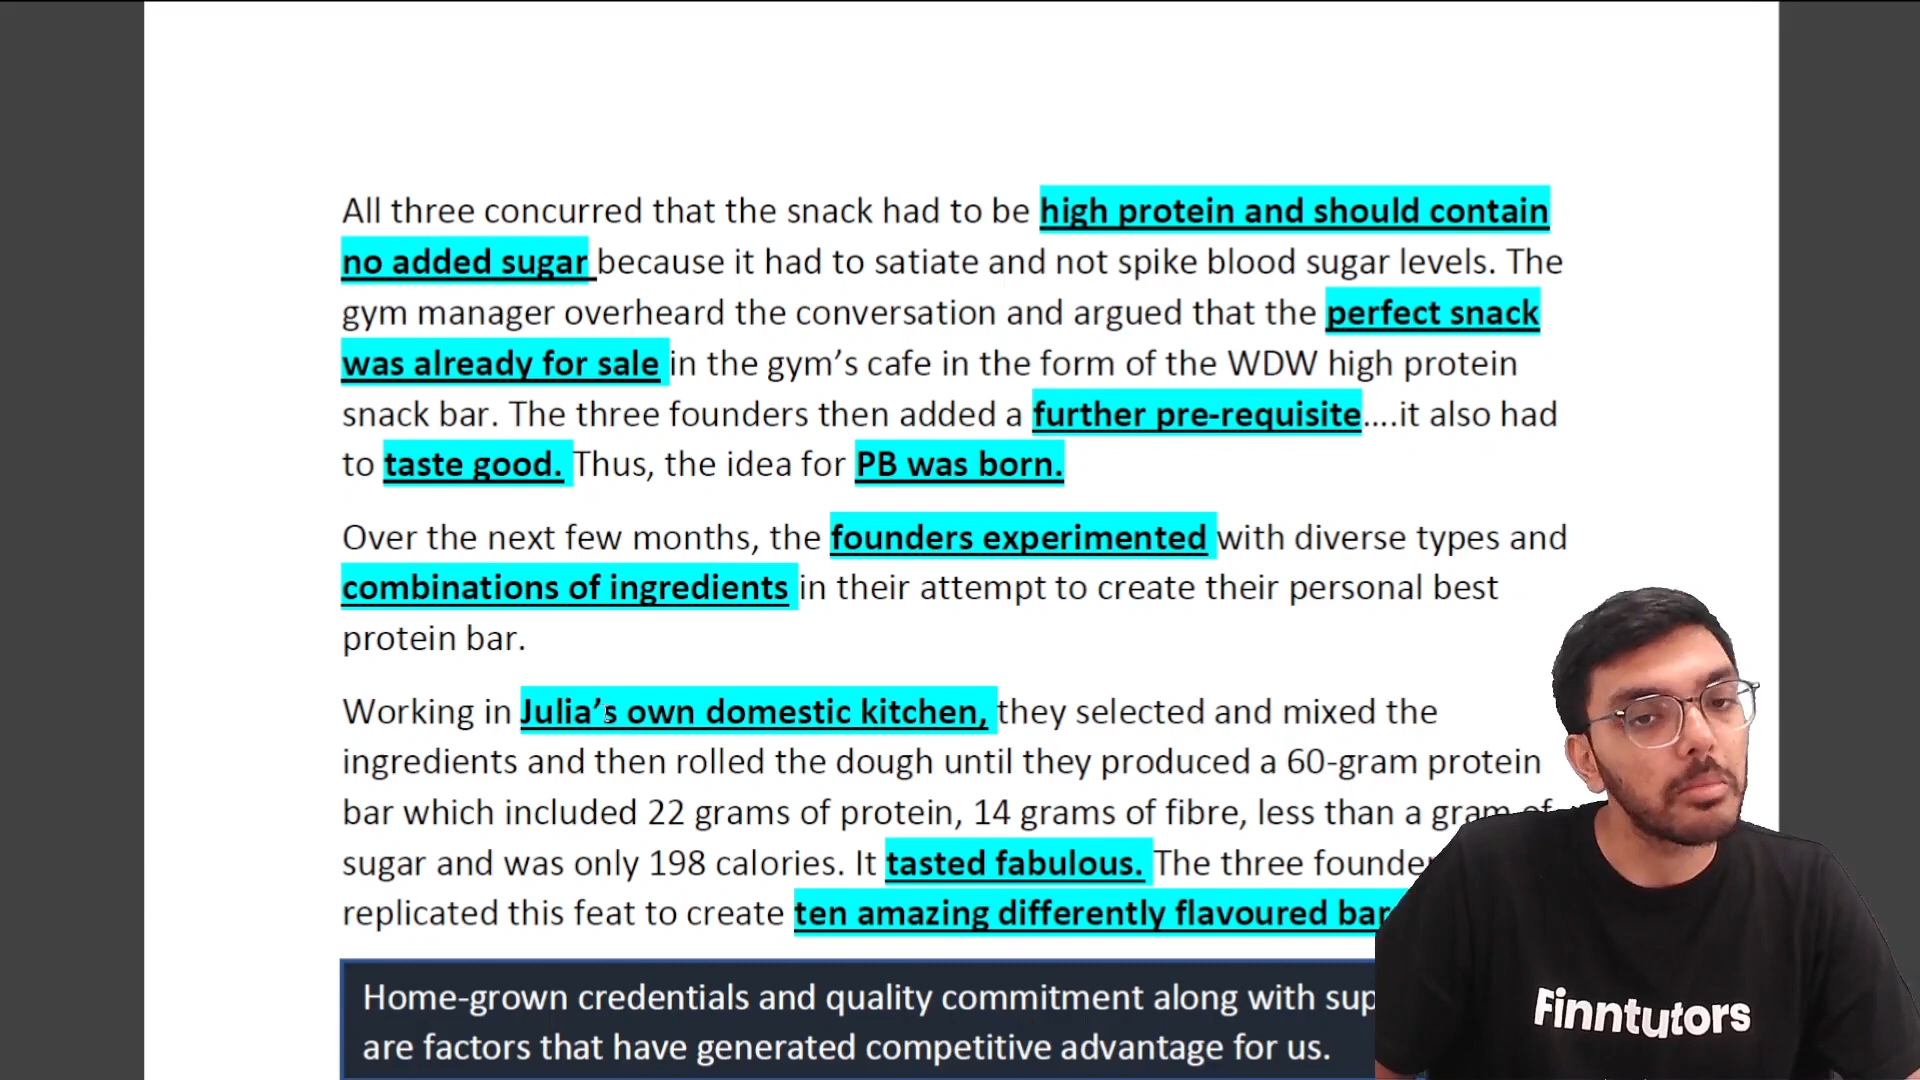 All three concurred that the snack had to be high protein and should contain
no added sugar because it had to satiate and not spike blood sugar levels. The
gym manager overheard the conversation and argued that the perfect snack
was already for sale in the gym’s cafe in the form of the WDW high protein
snack bar. The three founders then added a further pre-requisite….it also had
to taste good. Thus, the idea for PB was born.
Over the next few months, the founders experimented with diverse types and
combinations of ingredients in their attempt to create their personal best
protein bar.
Working in Julia’s own domestic kitchen, they selected and mixed the
ingredients and then rolled the dough until they produced a 60-gram protein
bar which included 22 grams of protein, 14 grams of fibre, less than a gram of
sugar and was only 198 calories. It tasted fabulous. The three
replicated this feat to create ten amazing differently flavoured
Home-grown credentials and quality commitment along with
are factors that have generated competitive advantage for us.
Finntutors